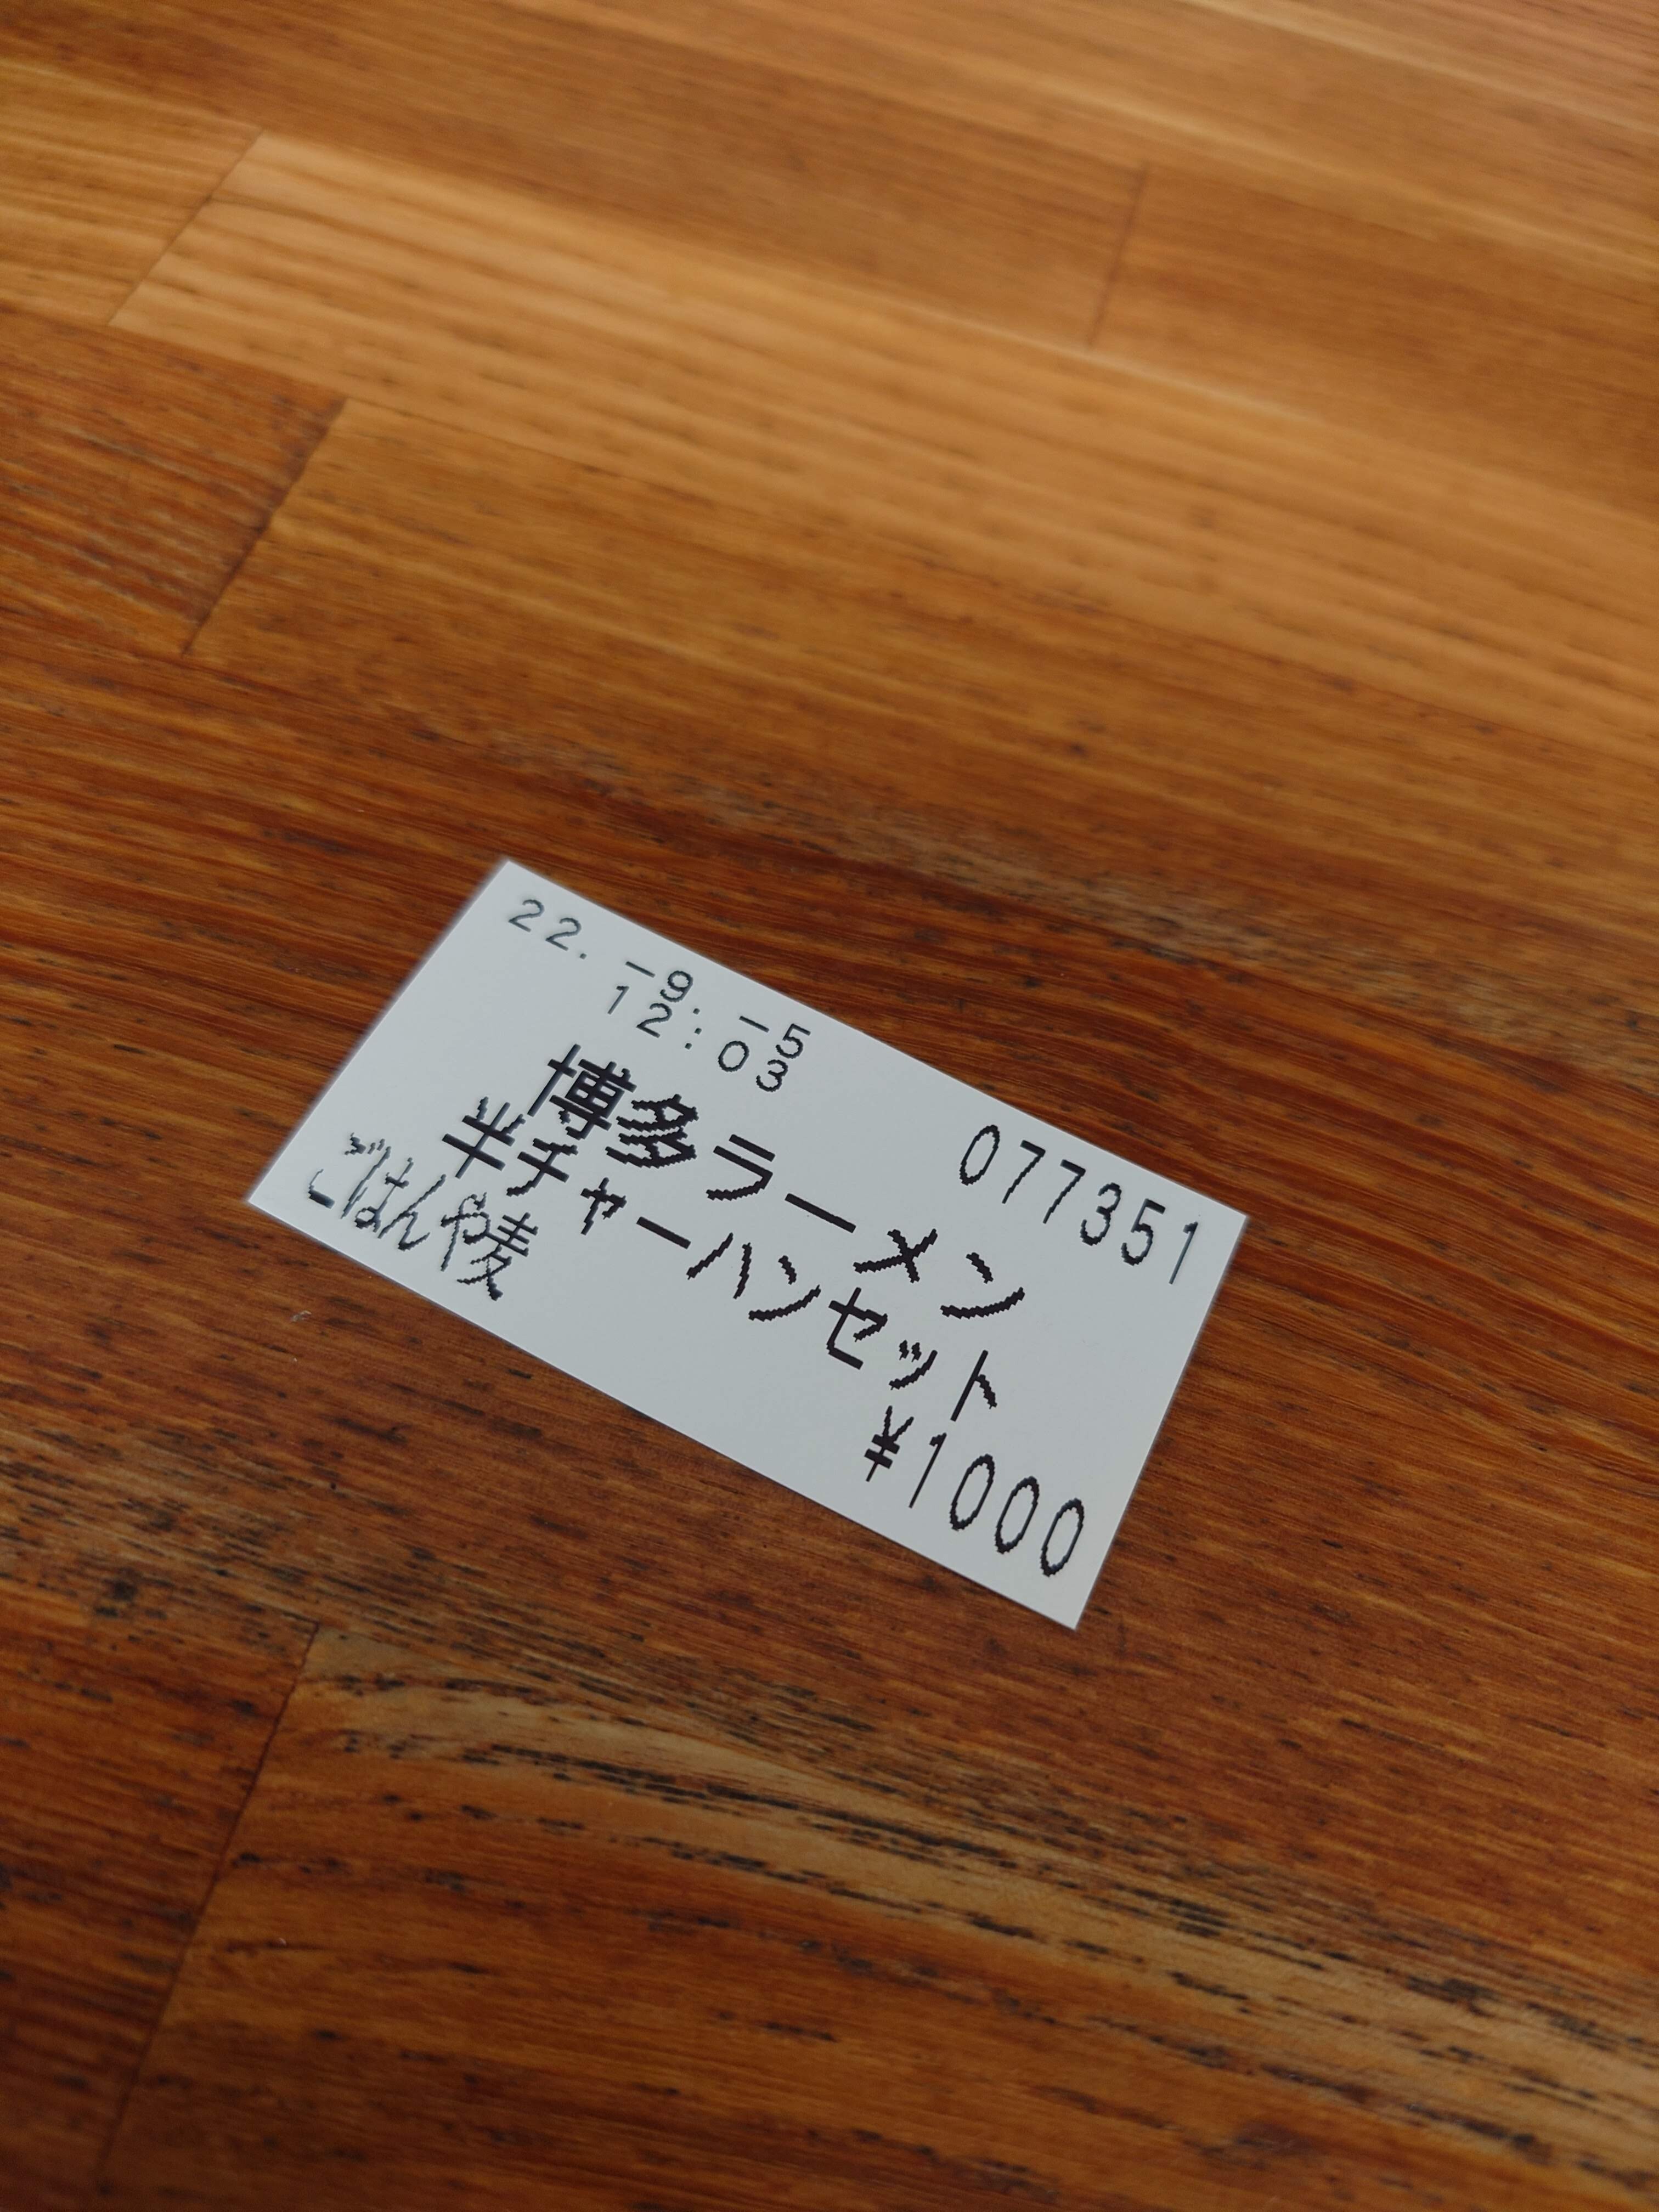 22.-9.-5
12:03
077351
博多ラーメン
半チャーハンセット
¥1000
ごはんや麦